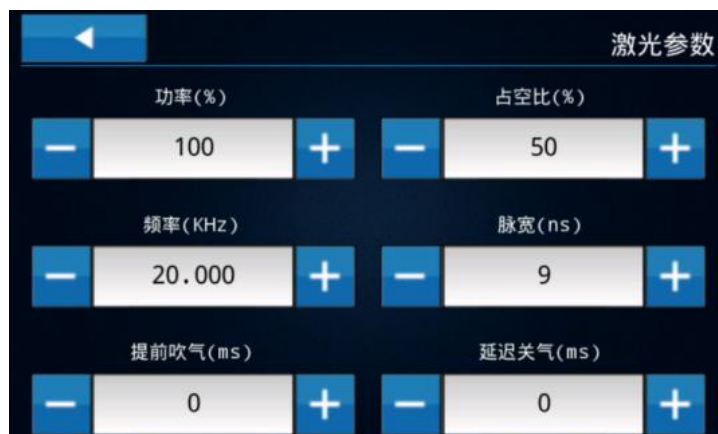 激光参数
功率(%) 占空比(%)
100 50
频率(KHz) 脉宽(ns)
20.000 9
提前吹气(ms) 延迟关气(ms)
0 0